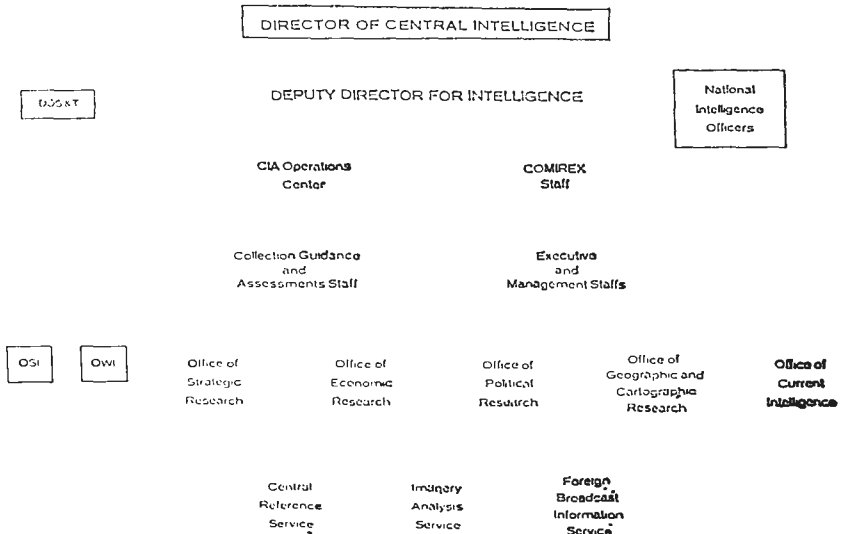 DIRECTOR OF CENTRAL INTELLIGENCE
DDS&T
DEPUTY DIRECTOR FOR INTELLIGENCE
National
Intelligence
Officers
CIA Operations
Center
COMIREX
Staff
Collection Guidance
and
Assessments Staff
Executive
and
Management Staffs
OSI
OWI
Office of
Strategic
Research
Office of
Economic
Research
Office of
Political
Research
Office of
Geographic and
Cartographic
Research
Office of
Current
Intelligence
Central
Reference
Service
Imagery
Analysis
Service
Foreign
Broadcast
Information
Service